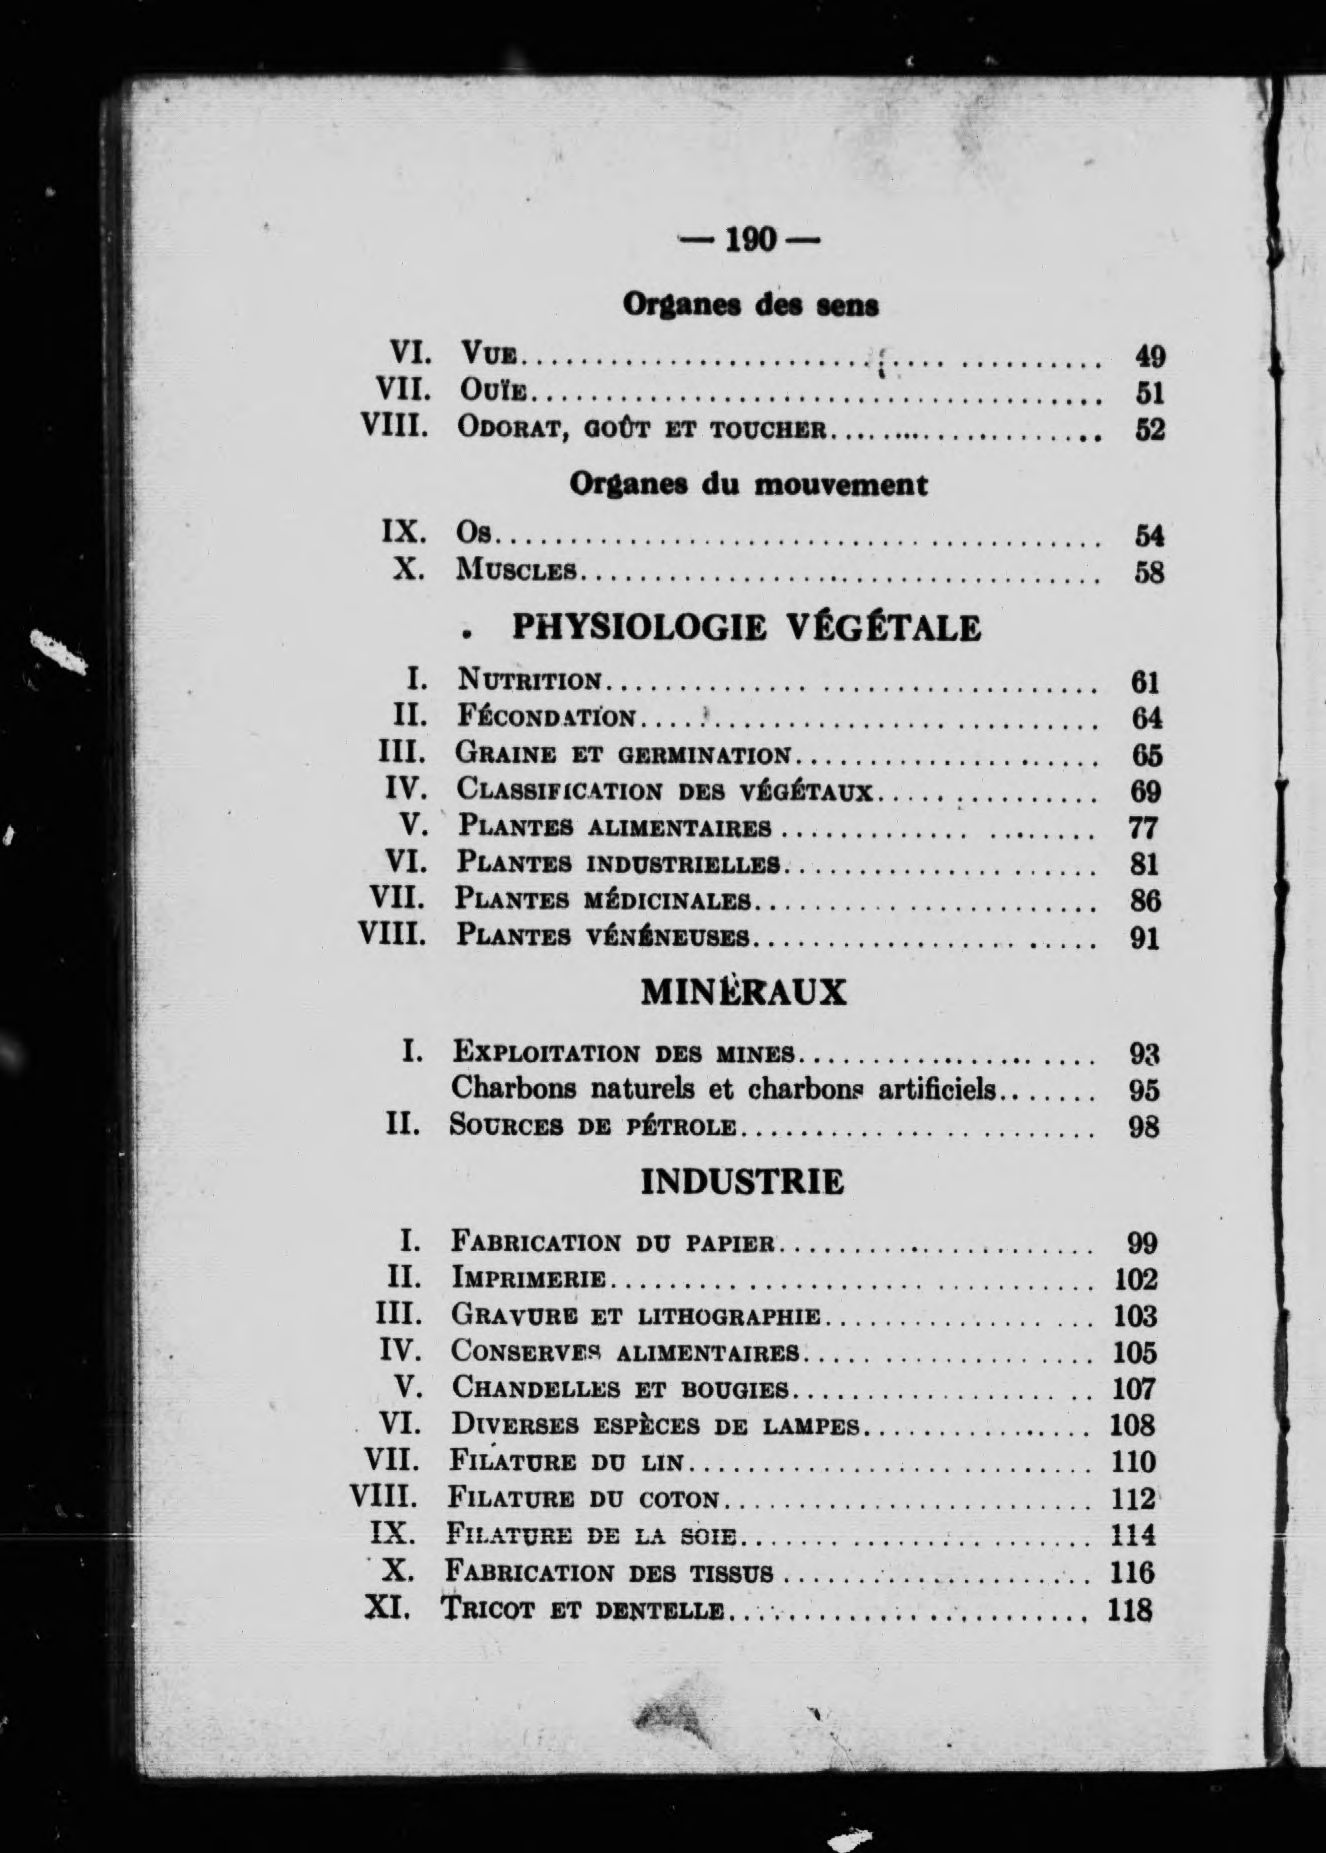 — 190 —
Organes des sens
VI. VUE........................................ 49
VII. OUÏE....................................... 51
VIII. ODORAT, GOÛT ET TOUCHER................... 52
Organes du mouvement
IX. OS......................................... 54
X. MUSCLES.................................... 58
PHYSIOLOGIE VÉGÉTALE
I. NUTRITION.................................. 61
II. FÉCONDATION................................ 64
III. GRAINE ET GERMINATION..................... 65
IV. CLASSIFICATION DES VÉGÉTAUX................ 69
V. PLANTES ALIMENTAIRES ...................... 77
VI. PLANTES INDUSTRIELLES...................... 81
VII. PLANTES MÉDICINALES....................... 86
VIII. PLANTES VÉNÉNEUSES....................... 91
MINÉRAUX
I. EXPLOITATION DES MINES..................... 93
Charbons naturels et charbons artificiels....... 95
II. SOURCES DE PÉTROLE......................... 98
INDUSTRIE
I. FABRICATION DU PAPIER...................... 99
II. IMPRIMERIE................................. 102
III. GRAVURE ET LITHOGRAPHIE................... 103
IV. CONSERVES ALIMENTAIRES..................... 105
V. CHANDELLES ET BOUGIES...................... 107
VI. DIVERSES ESPÈCES DE LAMPES................. 108
VII. FILATURE DU LIN........................... 110
VIII. FILATURE DU COTON........................ 112
IX. FILATURE DE LA SOIE........................ 114
X. FABRICATION DES TISSUS ..................... 116
XI. TRICOT ET DENTELLE......................... 118